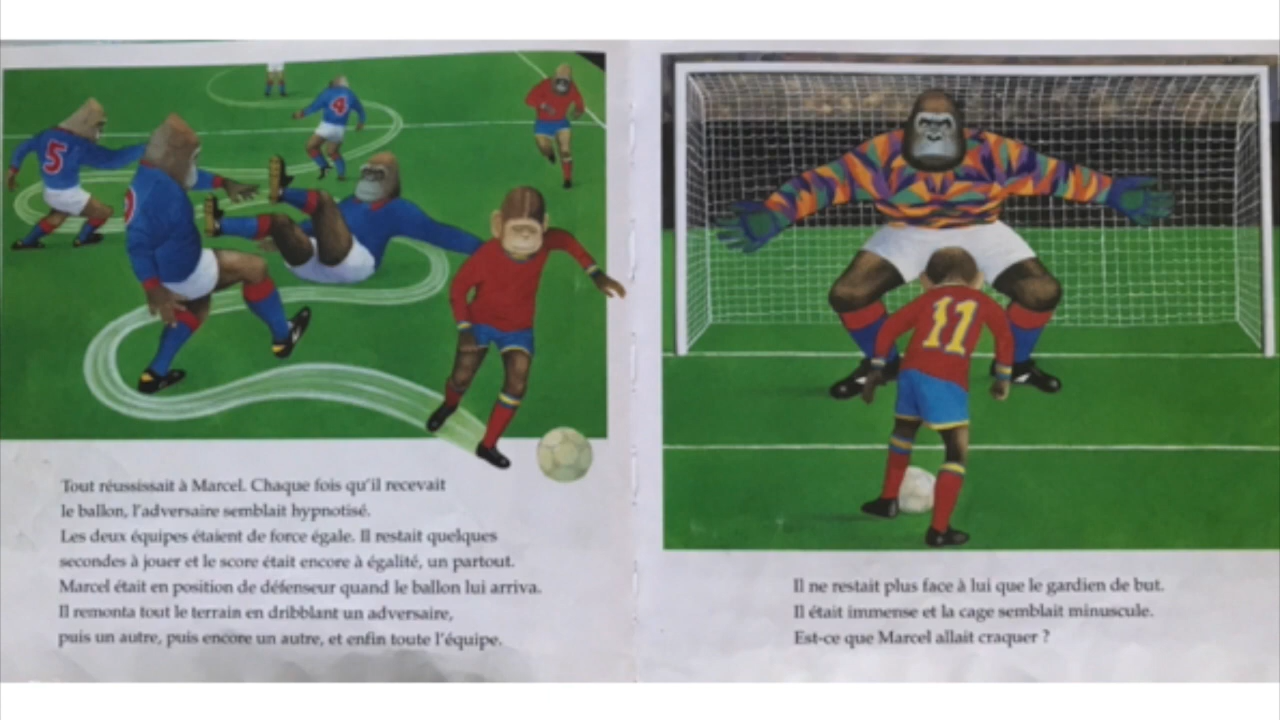 5
4
11
Tout réussissait à Marcel. Chaque fois qu'il recevait
le ballon, l'adversaire semblait hypnotisé.
Les deux équipes étaient de force égale. Il restait quelques
secondes à jouer et le score était encore à égalité, un partout.
Marcel était en position de défenseur quand le ballon lui arriva.
Il remonta tout le terrain en dribblant un adversaire,
puis un autre, puis encore un autre, et enfin toute l'équipe.
Il ne restait plus face à lui que le gardien de but.
Il était immense et la cage semblait minuscule.
Est-ce que Marcel allait craquer ?